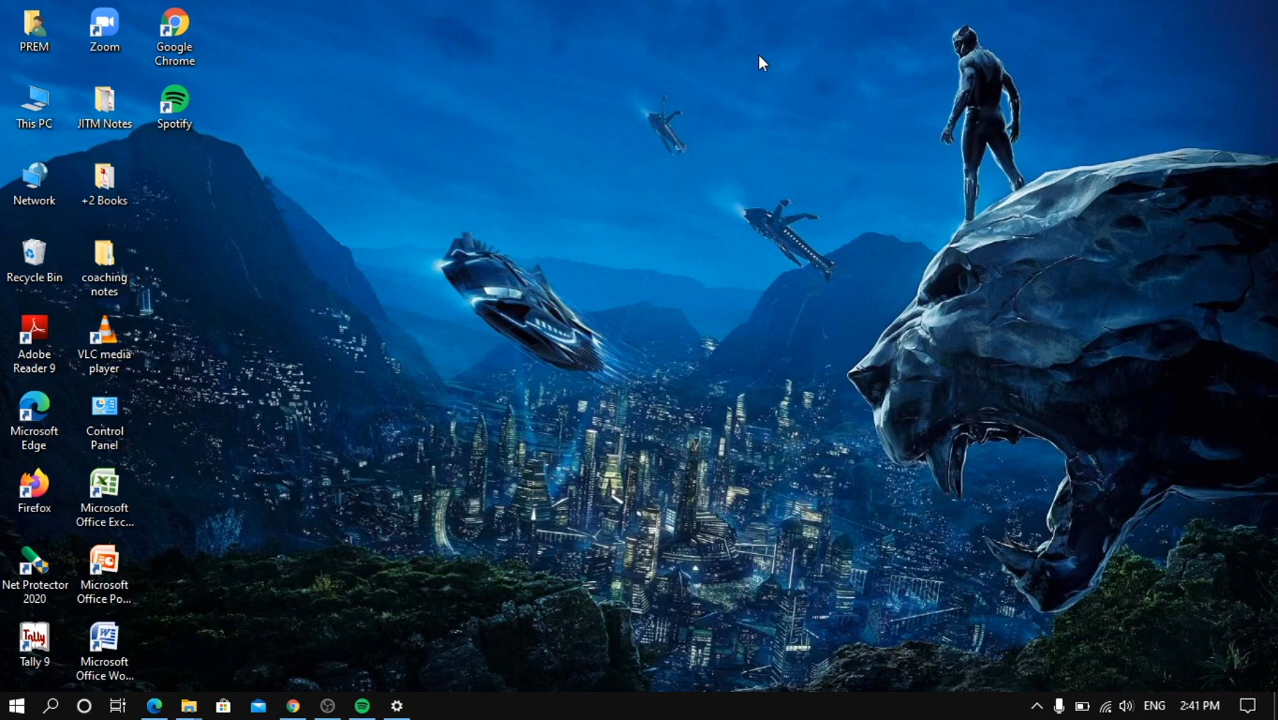 PREM
Zoom
Google
Chrome
This PC
JITM Notes
Spotify
Network
+2 Books
Recycle Bin
coaching
notes
Adobe
Reader 9
VLC media
player
Microsoft
Edge
Control
Panel
Firefox
Microsoft
Office Exc...
Net Protector
2020
Microsoft
Office Po...
Tally
Tally 9
Microsoft
Office Wo...
ENG
2:41 PM